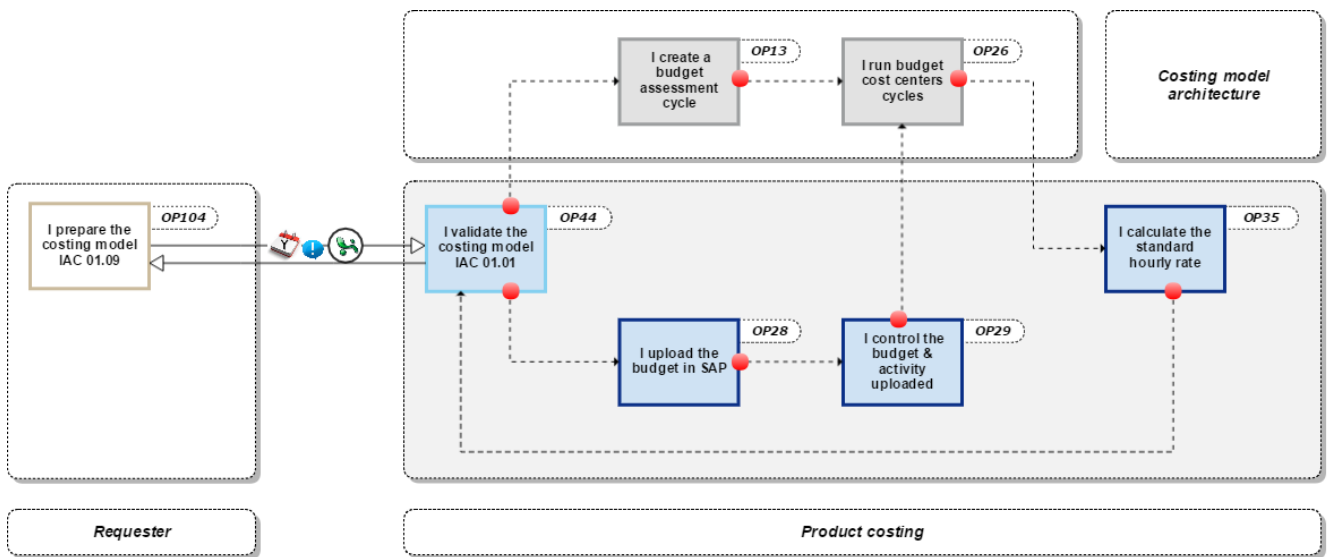 OP13
I create a
budget
assessment
cycle
OP26
I run budget
cost centers
cycles
Costing model
architecture
OP104
I prepare the
costing model
IAC 01.09
Y
OP44
I validate the
costing model
IAC 01.01
OP35
I calculate the
standard
hourly rate
OP28
I upload the
budget in SAP
OP29
I control the
budget &
activity
uploaded
Requester
Product costing